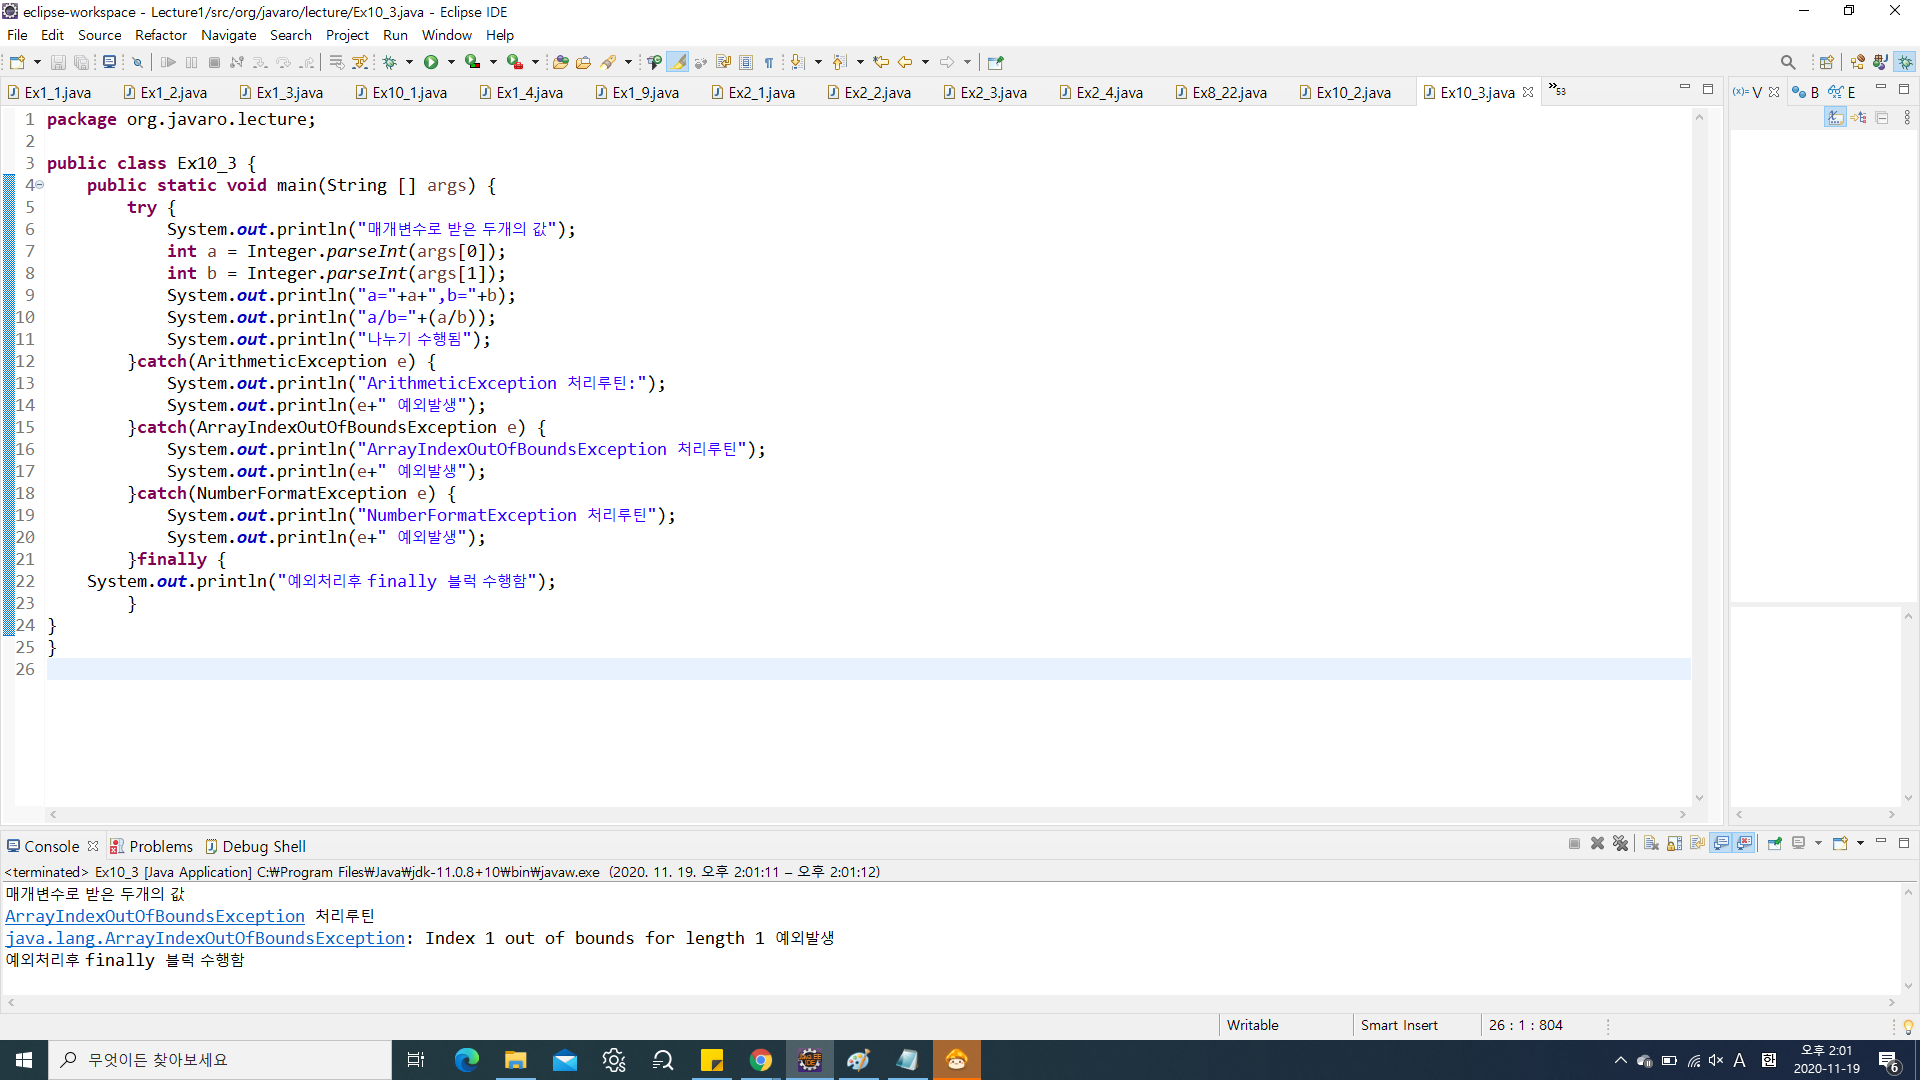 eclipse-workspace - Lecture1/src/org/javaro/lecture/Ex10_3.java - Eclipse IDE
File Edit Source Refactor Navigate Search Project Run Window Help
Ex1_1.java Ex1_2.java Ex1_3.java Ex10_1.java Ex1_4.java Ex1_9.java Ex2_1.java Ex2_2.java Ex2_3.java Ex2_4.java Ex8_22.java Ex10_2.java Ex10_3.java »53 (x)= V B E
1 package org.javaro.lecture;
2
3 public class Ex10_3 {
4 public static void main(String [] args) {
5 try {
6 System.out.println("매개변수로 받은 두개의 값");
7 int a = Integer.parseInt(args[0]);
8 int b = Integer.parseInt(args[1]);
9 System.out.println("a="+a+",b="+b);
10 System.out.println("a/b="+(a/b));
11 System.out.println("나누기 수행됨");
12 }catch(ArithmeticException e) {
13 System.out.println("ArithmeticException 처리루틴:");
14 System.out.println(e+" 예외발생");
15 }catch(ArrayIndexOutOfBoundsException e) {
16 System.out.println("ArrayIndexOutOfBoundsException 처리루틴");
17 System.out.println(e+" 예외발생");
18 }catch(NumberFormatException e) {
19 System.out.println("NumberFormatException 처리루틴");
20 System.out.println(e+" 예외발생");
21 }finally {
22 System.out.println("예외처리후 finally 블럭 수행함");
23 }
24 }
25 }
26
Console Problems Debug Shell
<terminated> Ex10_3 [Java Application] C:₩Program Files₩Java₩jdk-11.0.8+10₩bin₩javaw.exe (2020. 11. 19. 오후 2:01:11 – 오후 2:01:12)
매개변수로 받은 두개의 값
ArrayIndexOutOfBoundsException 처리루틴
java.lang.ArrayIndexOutOfBoundsException: Index 1 out of bounds for length 1 예외발생
예외처리후 finally 블럭 수행함
Writable Smart Insert 26 : 1 : 804
무엇이든 찾아보세요
A 한 오후 2:01
2020-11-19 6